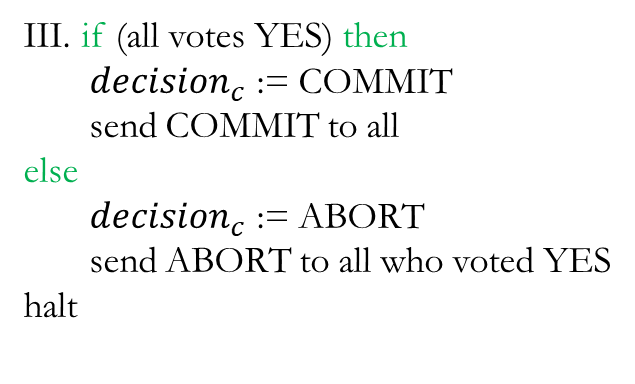 III. if (all votes YES) then
decision_c := COMMIT
send COMMIT to all
else
decision_c := ABORT
send ABORT to all who voted YES
halt